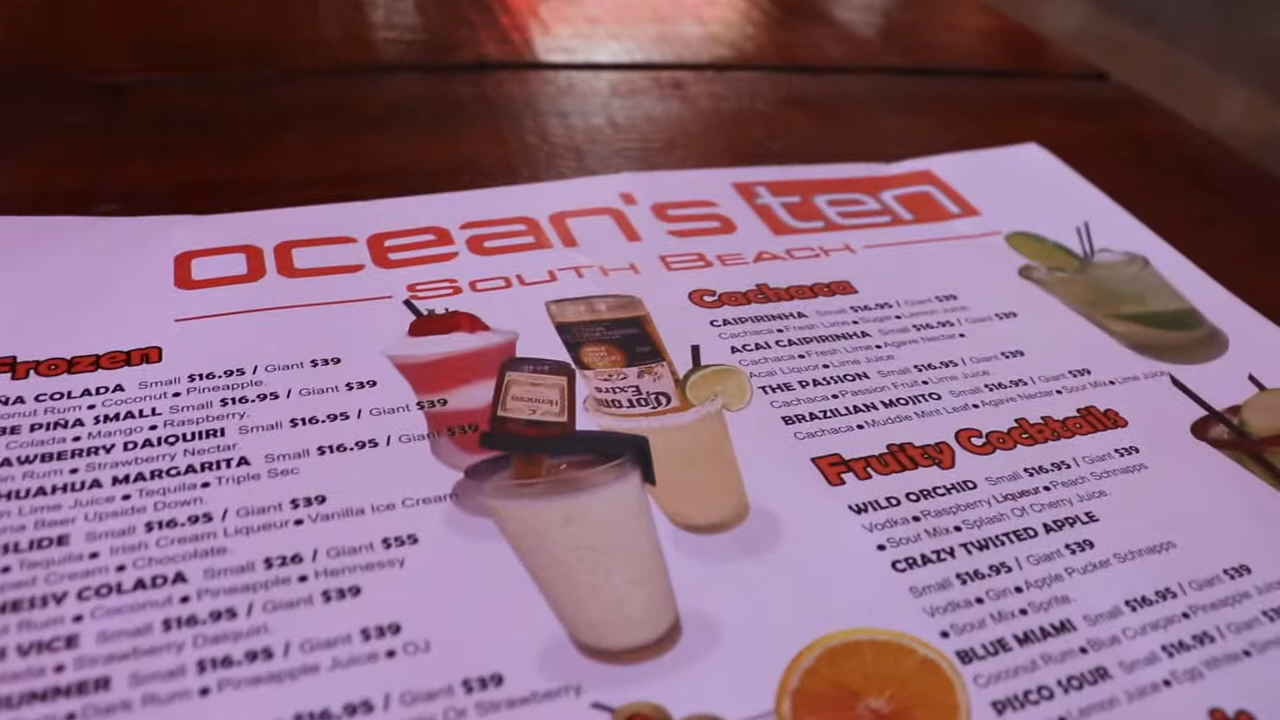 ocean's ten
South Beach
Frozen
ÑA COLADA Small $16.95 / Giant $39
onut Rum • Coconut • Pineapple.
BE PIÑA SMALL Small $16.95 / Giant $39
Colada • Mango • Raspberry.
AWBERRY DAIQUIRI Small $16.95 / Giant $39
n Rum • Strawberry Nectar.
HUAHUA MARGARITA Small $16.95 / Giant $39
n Lime Juice • Tequila • Triple Sec
na Beer Upside Down.
SLIDE Small $16.95 / Giant $39
• Tequila • Irish Cream Liqueur • Vanilla Ice Cream
Cream • Chocolate.
NESSY COLADA Small $26 / Giant $55
Rum • Coconut • Pineapple • Hennessy
I VICE Small $16.95 / Giant $39
• Strawberry Daiquiri.
UNNER Small $16.95 / Giant $39
• Dark Rum • Pineapple Juice • OJ
$16.95 / Giant $39
Or Strawberry.
Hennessy
Corona
Extra
Cachaca
CAIPIRINHA Small $16.95 / Giant $39
Cachaca • Fresh Lime • Sugar • Lemon Juice.
ACAI CAIPIRINHA Small $16.95 / Giant $39
Cachaca • Fresh Lime • Agave Nectar •
Acai Liquor • Lime Juice
THE PASSION Small $16.95 / Giant $39
Cachaca • Passion Fruit • Lime Juice.
BRAZILIAN MOJITO Small $16.95 / Giant $39
Cachaca • Muddle Mint Leaf • Agave Nectar • Sour Mix • Lime Juice
Fruity Cocktails
WILD ORCHID Small $16.95 / Giant $39
Vodka • Raspberry Liqueur • Peach Schnapps
• Sour Mix • Splash Of Cherry Juice.
CRAZY TWISTED APPLE
Small $16.95 / Giant $39
Vodka • Gin • Apple Pucker Schnapps
• Sour Mix • Sprite.
BLUE MIAMI Small $16.95 / Giant $39
Coconut Rum • Blue Curaçao • Pineapple Juice
PISCO SOUR Small $16.95 / Giant
• Lemon Juice • Egg White •